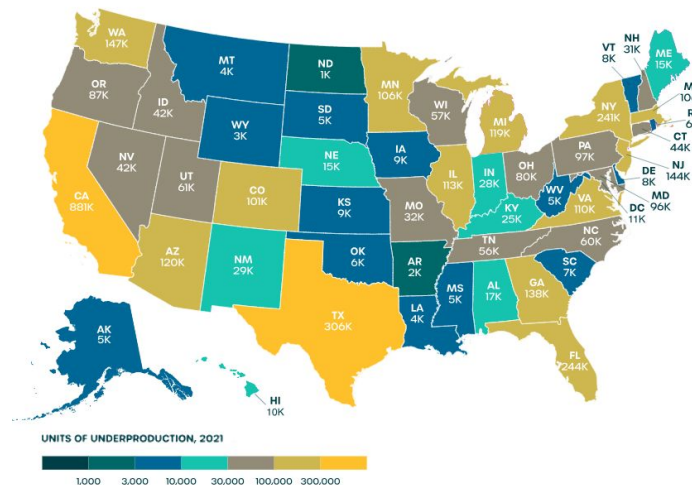 WA
147K
MT
4K
ND
1K
MN
106K
VT
8K
NH
31K
ME
15K
OR
87K
ID
42K
WY
3K
SD
5K
WI
57K
MI
119K
NY
241K
CT
44K
NV
42K
UT
61K
CO
101K
NE
15K
IA
9K
IL
113K
IN
28K
OH
80K
PA
97K
NJ
144K
CA
881K
AZ
120K
NM
29K
KS
9K
MO
32K
KY
25K
WV
5K
VA
110K
DE
8K
MD
96K
DC
11K
OK
6K
AR
2K
TN
56K
NC
60K
SC
7K
TX
306K
LA
4K
MS
5K
AL
17K
GA
138K
FL
244K
AK
5K
HI
10K
UNITS OF UNDERPRODUCTION, 2021
1,000 3,000 10,000 30,000 100,000 300,000